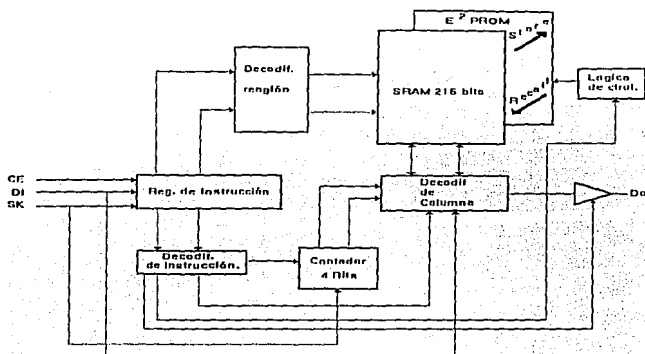 E² PROM
Store
Decodif.
renglón
SRAM 216 bits
Recall
Logica
de ctrol.
CE
DI
SK
Reg. de Instrucción
Decodif
de
Columna
Do
Decodif.
de Instrucción.
Contador
4 Bits